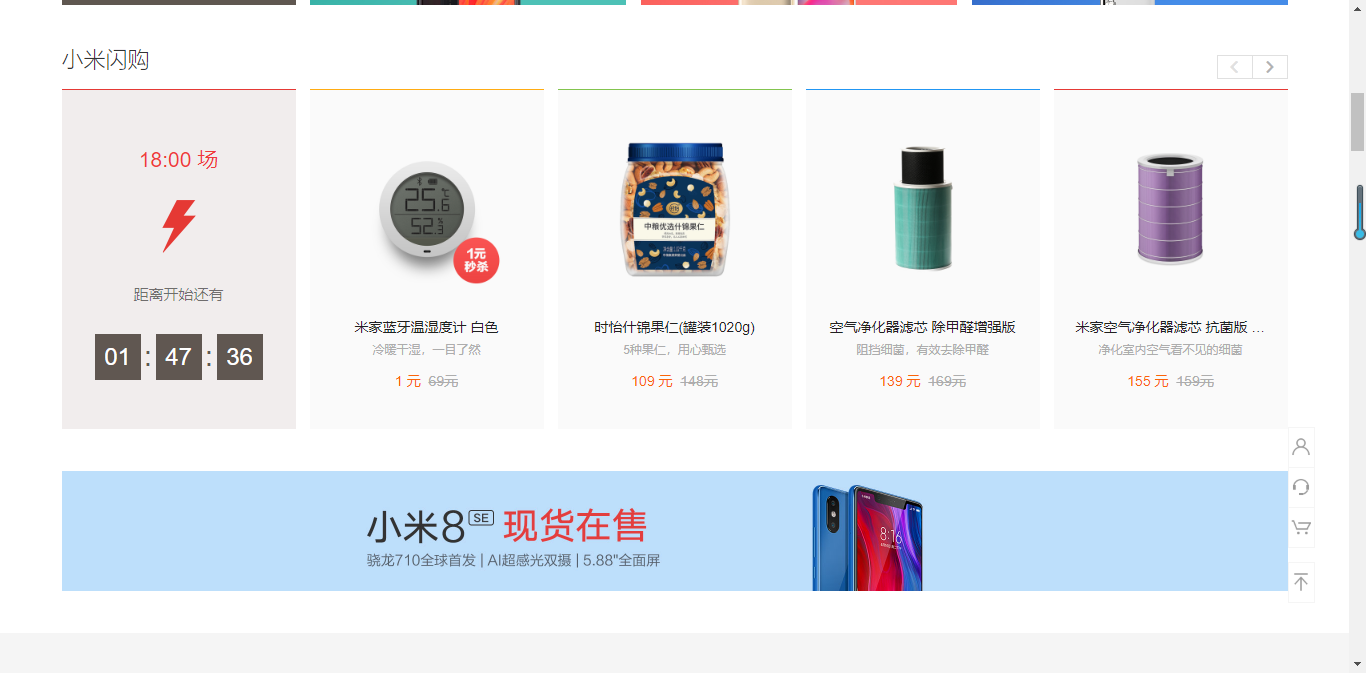 小米闪购
18:00 场
距离开始还有
01 : 47 : 36
25.6
52.3
1元
秒杀
米家蓝牙温湿度计 白色
冷暖干湿，一目了然
1 元 69元
中粮优选什锦果仁
时怡什锦果仁(罐装1020g)
5种果仁，用心甄选
109 元 148元
空气净化器滤芯 除甲醛增强版
阻挡细菌，有效去除甲醛
139 元 169元
米家空气净化器滤芯 抗菌版 ...
净化室内空气看不见的细菌
155 元 159元
小米8 SE 现货在售
骁龙710全球首发 | AI超感光双摄 | 5.88"全面屏
8:16